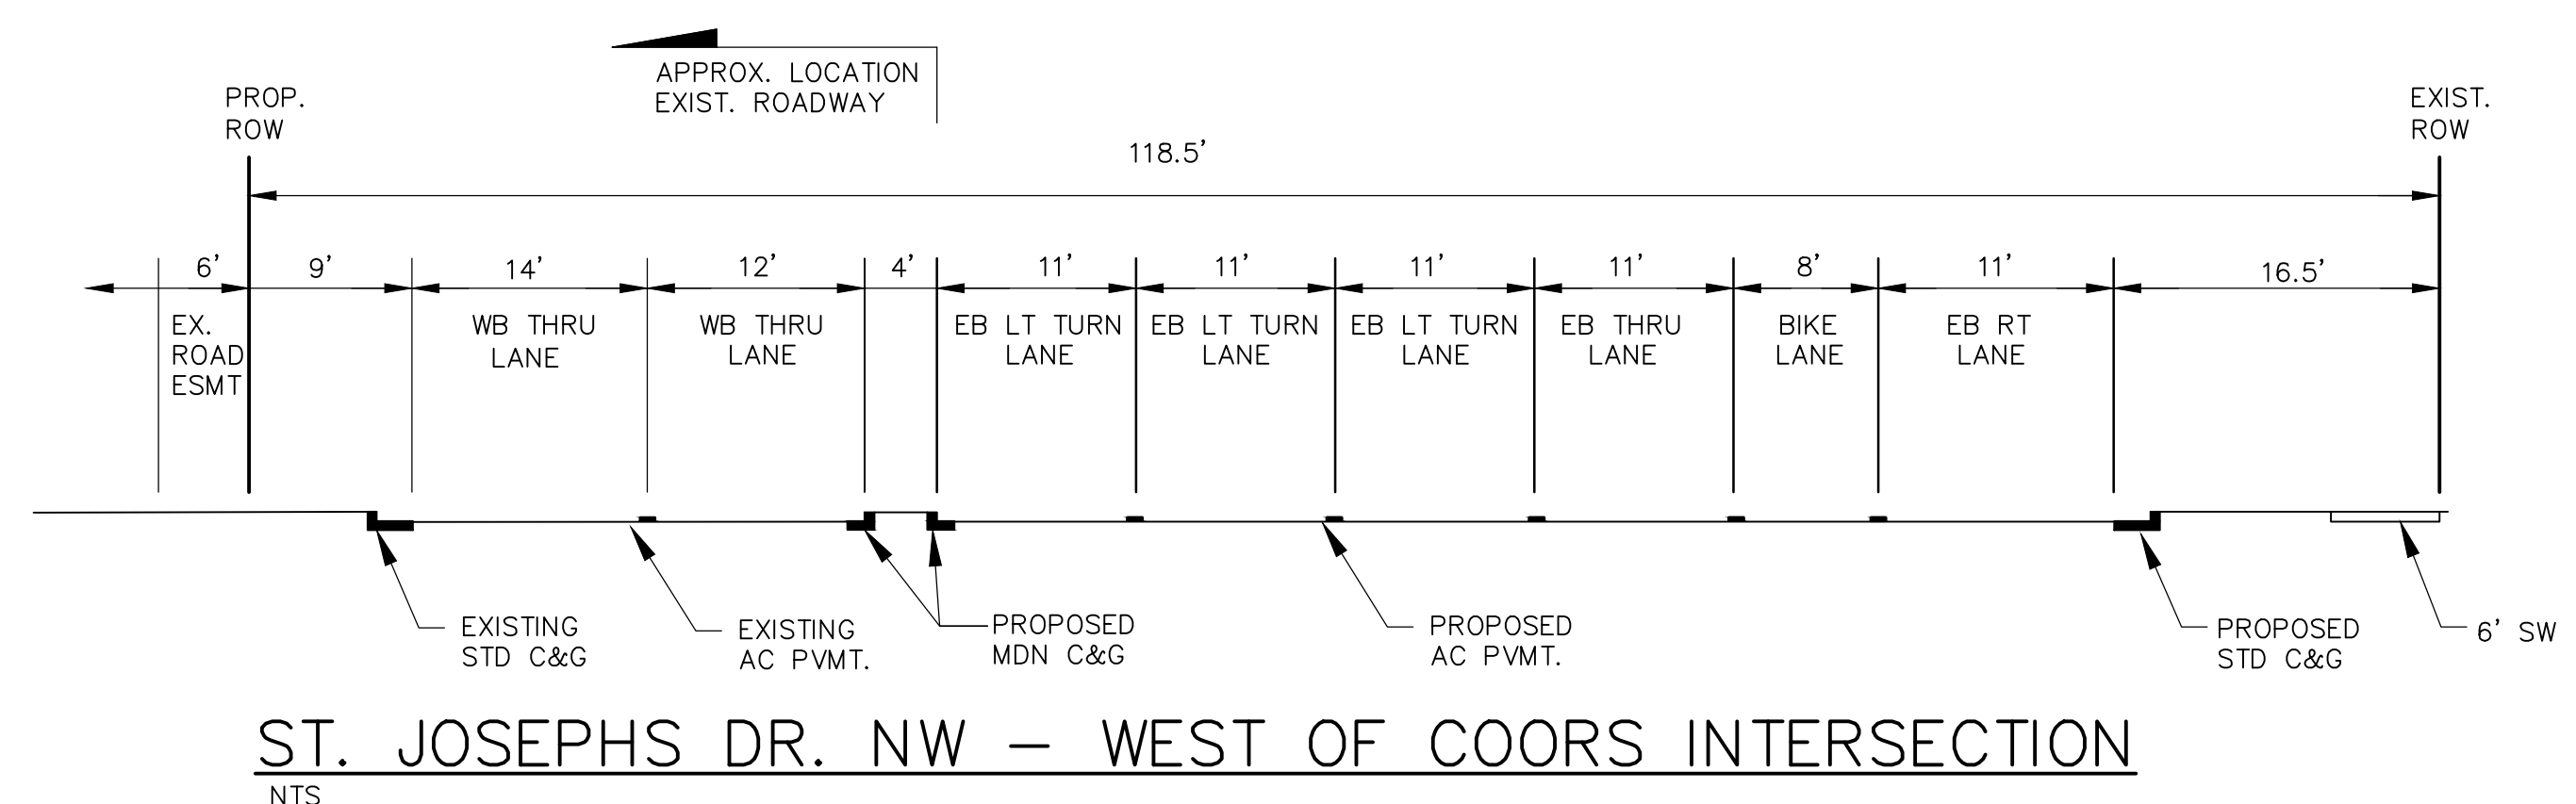 APPROX. LOCATION
EXIST. ROADWAY
PROP.
ROW
EXIST.
ROW
118.5'
6' 9' 14' 12' 4' 11' 11' 11' 11' 8' 11' 16.5'
EX.
ROAD
ESMT
WB THRU
LANE
WB THRU
LANE
EB LT TURN
LANE
EB LT TURN
LANE
EB LT TURN
LANE
EB THRU
LANE
BIKE
LANE
EB RT
LANE
EXISTING
STD C&G
EXISTING
AC PVMT.
PROPOSED
MDN C&G
PROPOSED
AC PVMT.
PROPOSED
STD C&G
6' SW
ST. JOSEPHS DR. NW – WEST OF COORS INTERSECTION
NTS